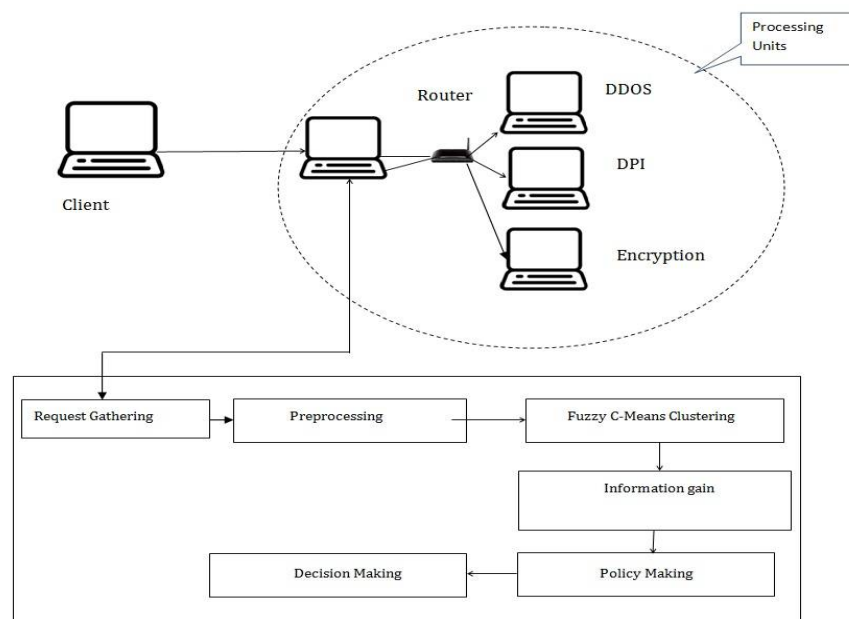 Processing
Units
Router
DDOS
DPI
Client
Encryption
Request Gathering
Preprocessing
Fuzzy C-Means Clustering
Information gain
Decision Making
Policy Making